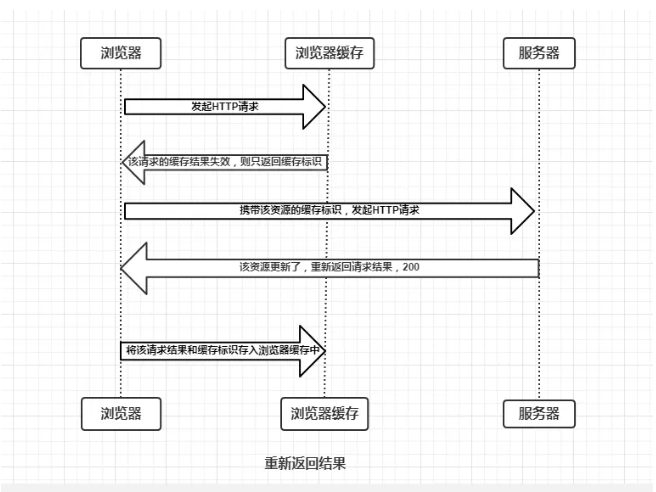 浏览器
浏览器缓存
服务器
发起HTTP请求
该请求的缓存结果失效，则只返回缓存标识
携带该资源的缓存标识，发起HTTP请求
该资源更新了，重新返回请求结果，200
将该请求结果和缓存标识存入浏览器缓存中
浏览器
浏览器缓存
服务器
重新返回结果